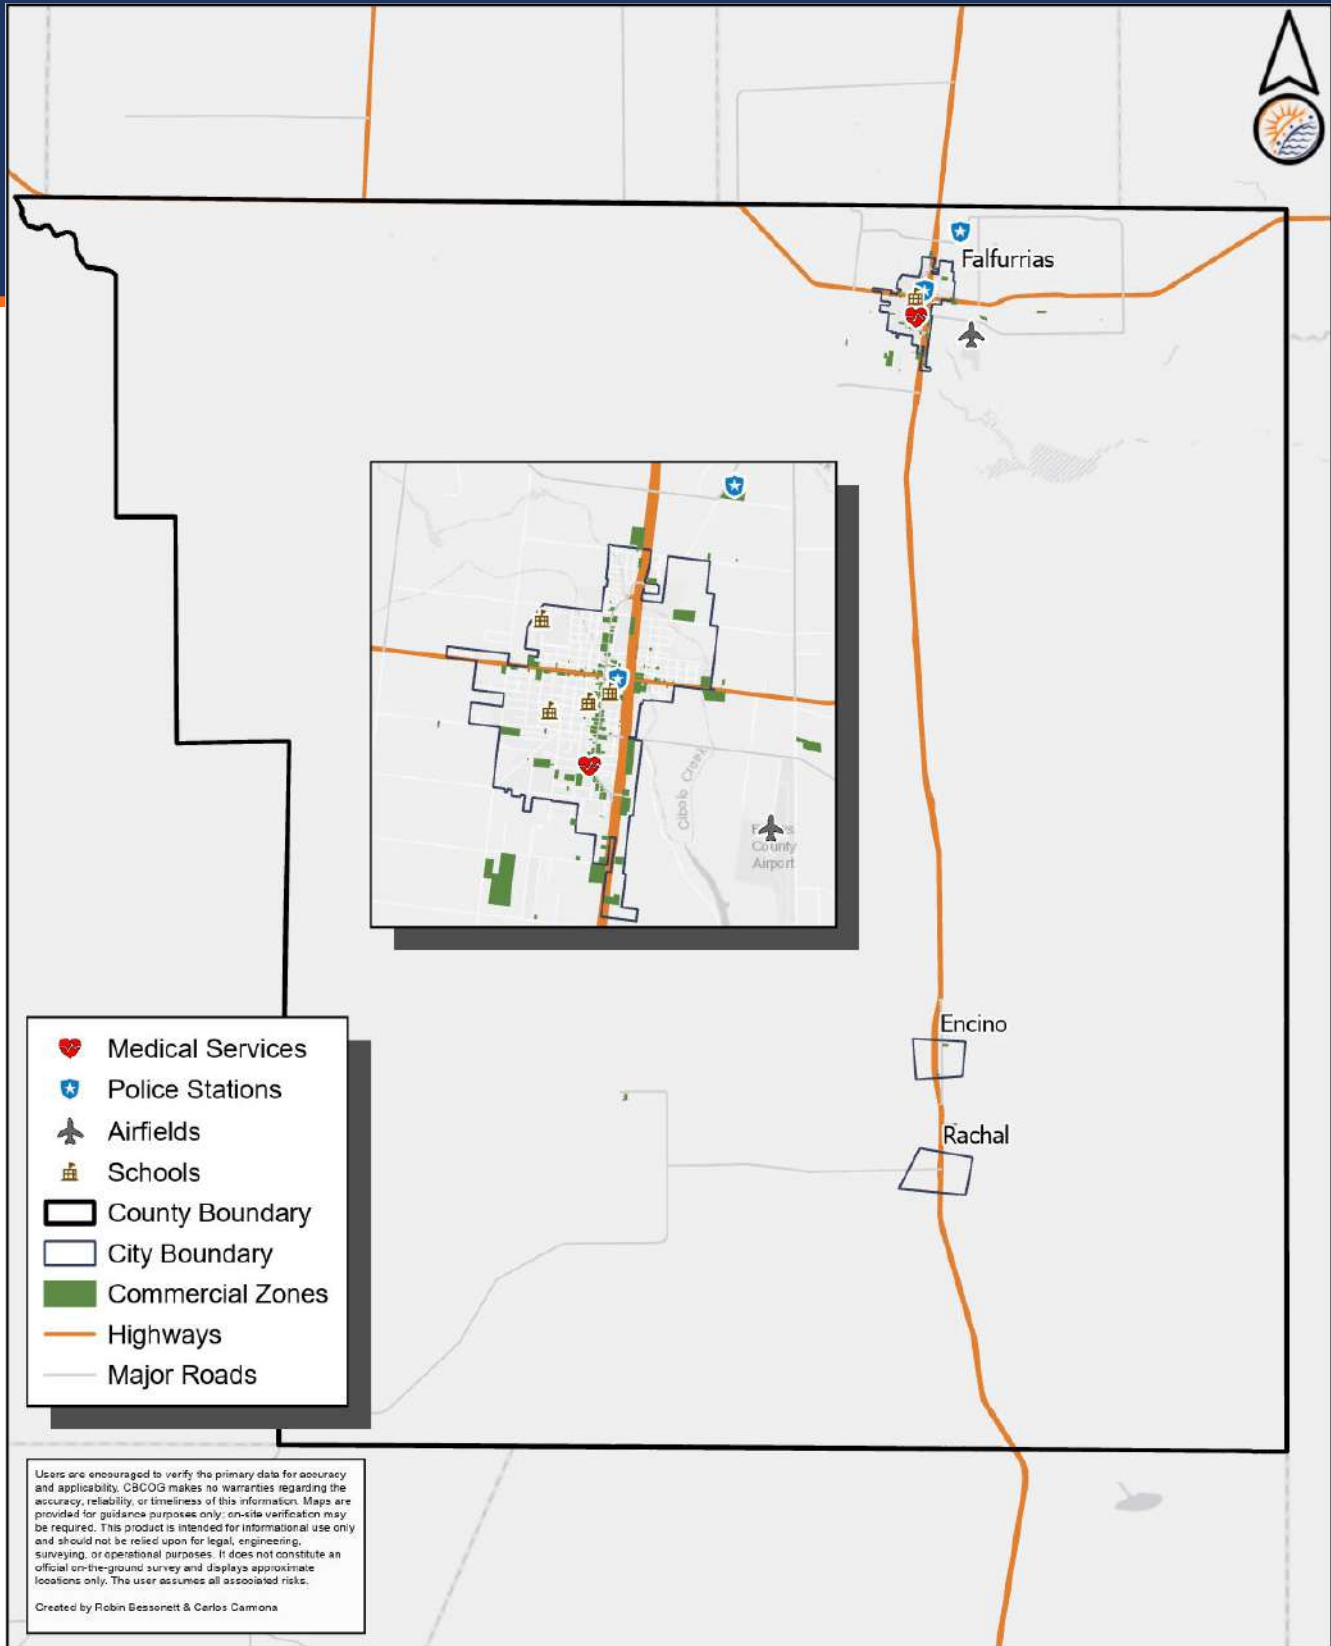 Falfurrias
Cibolo Creek
County
Airport
Encino
Rachal
Medical Services
Police Stations
Airfields
Schools
County Boundary
City Boundary
Commercial Zones
Highways
Major Roads
Users are encouraged to verify the primary data for accuracy
and applicability. CBCOG makes no warranties regarding the
accuracy, reliability, or timeliness of this information. Maps are
provided for guidance purposes only; on-site verification may
be required. This product is intended for informational use only
and should not be relied upon for legal, engineering,
surveying, or operational purposes. It does not constitute an
official on-the-ground survey and displays approximate
locations only. The user assumes all associated risks.
Created by Robin Bessonett & Carlos Carmona